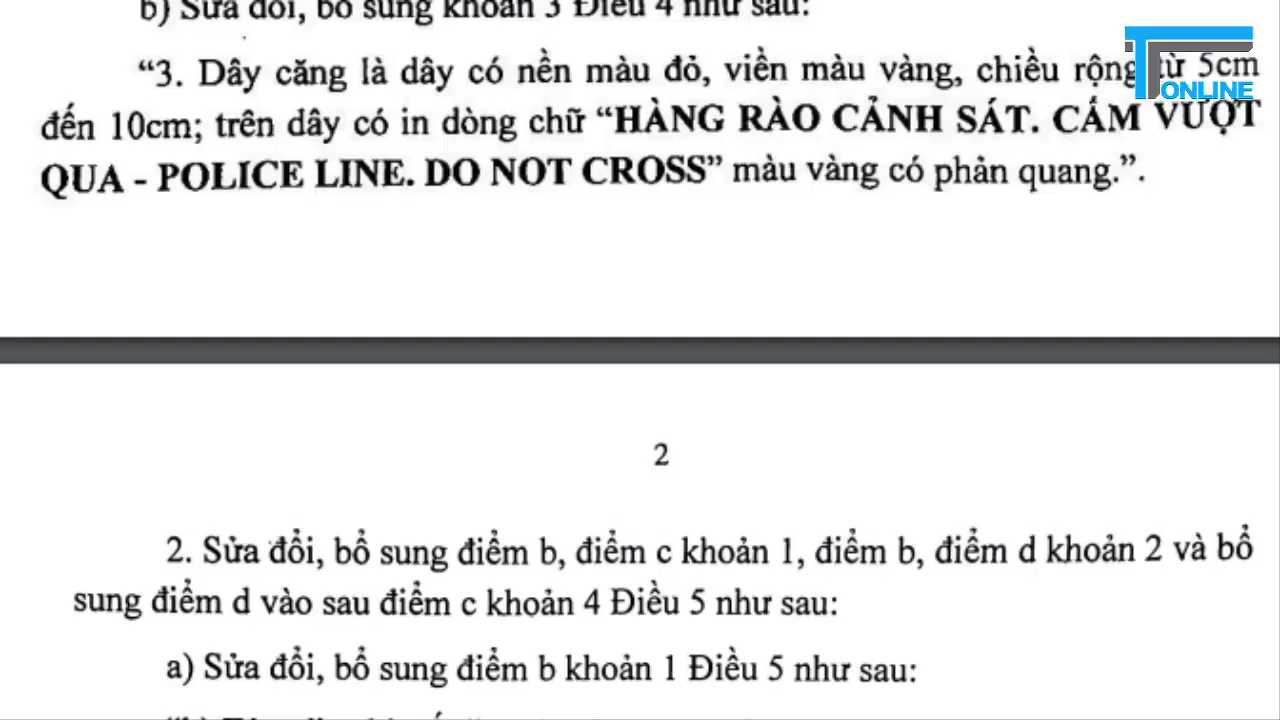 b) Sửa đổi, bổ sung khoản 3 Điều 4 như sau:
“3. Dây căng là dây có nền màu đỏ, viền màu vàng, chiều rộng từ 5cm
đến 10cm; trên dây có in dòng chữ “HÀNG RÀO CẢNH SÁT. CẤM VƯỢT
QUA - POLICE LINE. DO NOT CROSS” màu vàng có phản quang.”.
ONLINE
2
2. Sửa đổi, bổ sung điểm b, điểm c khoản 1, điểm b, điểm d khoản 2 và bổ
sung điểm d vào sau điểm c khoản 4 Điều 5 như sau:
a) Sửa đổi, bổ sung điểm b khoản 1 Điều 5 như sau: